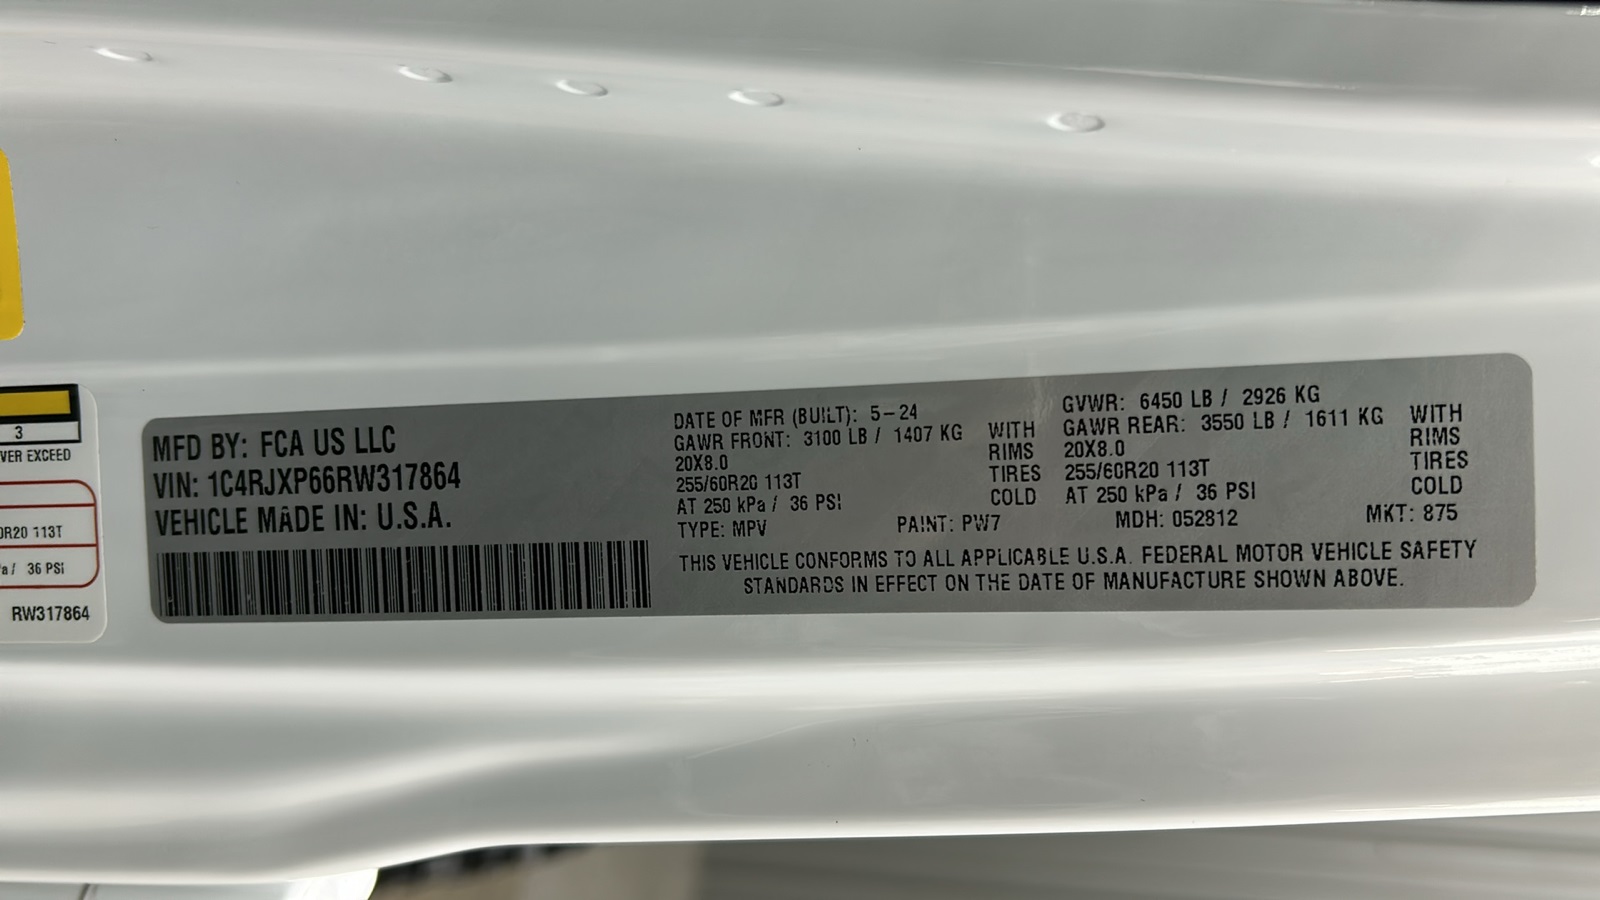 3
VER EXCEED
0R20 113T
a / 36 PSI
RW317864
MFD BY: FCA US LLC
VIN: 1C4RJXP66RW317864
VEHICLE MADE IN: U.S.A.
DATE OF MFR (BUILT): 5-24
GAWR FRONT: 3100 LB / 1407 KG WITH
20X8.0 RIMS
255/60R20 113T TIRES
AT 250 kPa / 36 PSI COLD
TYPE: MPV
GVWR: 6450 LB / 2926 KG
GAWR REAR: 3550 LB / 1611 KG WITH
20X8.0 RIMS
255/60R20 113T TIRES
AT 250 kPa / 36 PSI COLD
PAINT: PW7 MDH: 052812 MKT: 875
THIS VEHICLE CONFORMS TO ALL APPLICABLE U.S.A. FEDERAL MOTOR VEHICLE SAFETY
STANDARDS IN EFFECT ON THE DATE OF MANUFACTURE SHOWN ABOVE.